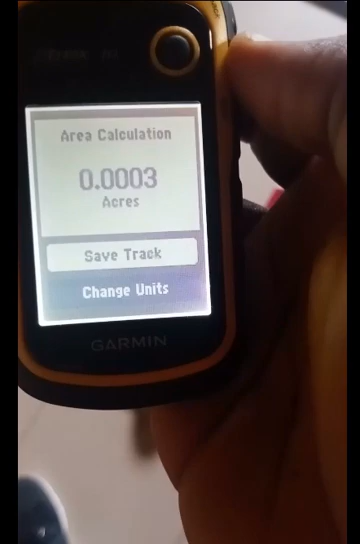 Area Calculation
0.0003
Acres
Save Track
Change Units
GARMIN